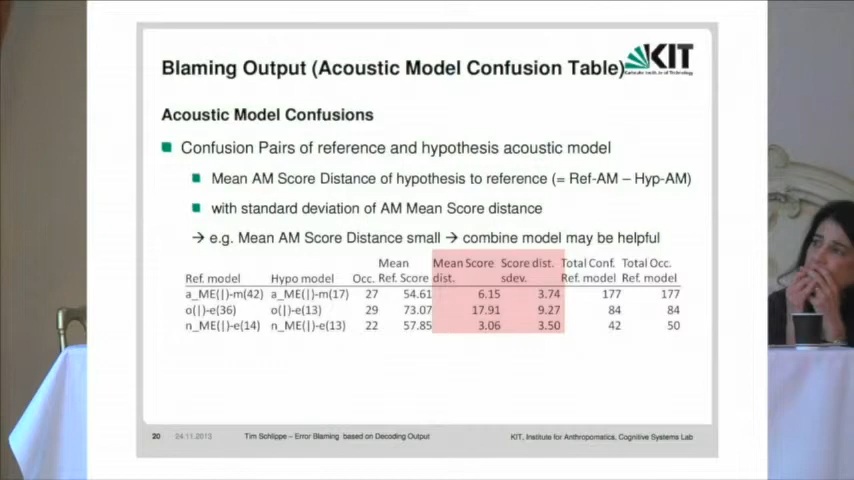 Blaming Output (Acoustic Model Confusion Table)
KIT
Karlsruhe Institute of Technology
Acoustic Model Confusions
Confusion Pairs of reference and hypothesis acoustic model
Mean AM Score Distance of hypothesis to reference (= Ref-AM – Hyp-AM)
with standard deviation of AM Mean Score distance
→ e.g. Mean AM Score Distance small → combine model may be helpful
Mean Mean Score Score dist. Total Conf. Total Occ.
Ref. model Hypo model Occ. Ref. Score dist. sdev. Ref. model Ref. model
a_ME(|)-m(42) a_ME(|)-m(17) 27 54.61 6.15 3.74 177 177
o(|)-e(36) o(|)-e(13) 29 73.07 17.91 9.27 84 84
n_ME(|)-e(14) n_ME(|)-e(13) 22 57.85 3.06 3.50 42 50
20 24.11.2013 Tim Schlippe – Error Blaming based on Decoding Output KIT, Institute for Anthropomatics, Cognitive Systems Lab